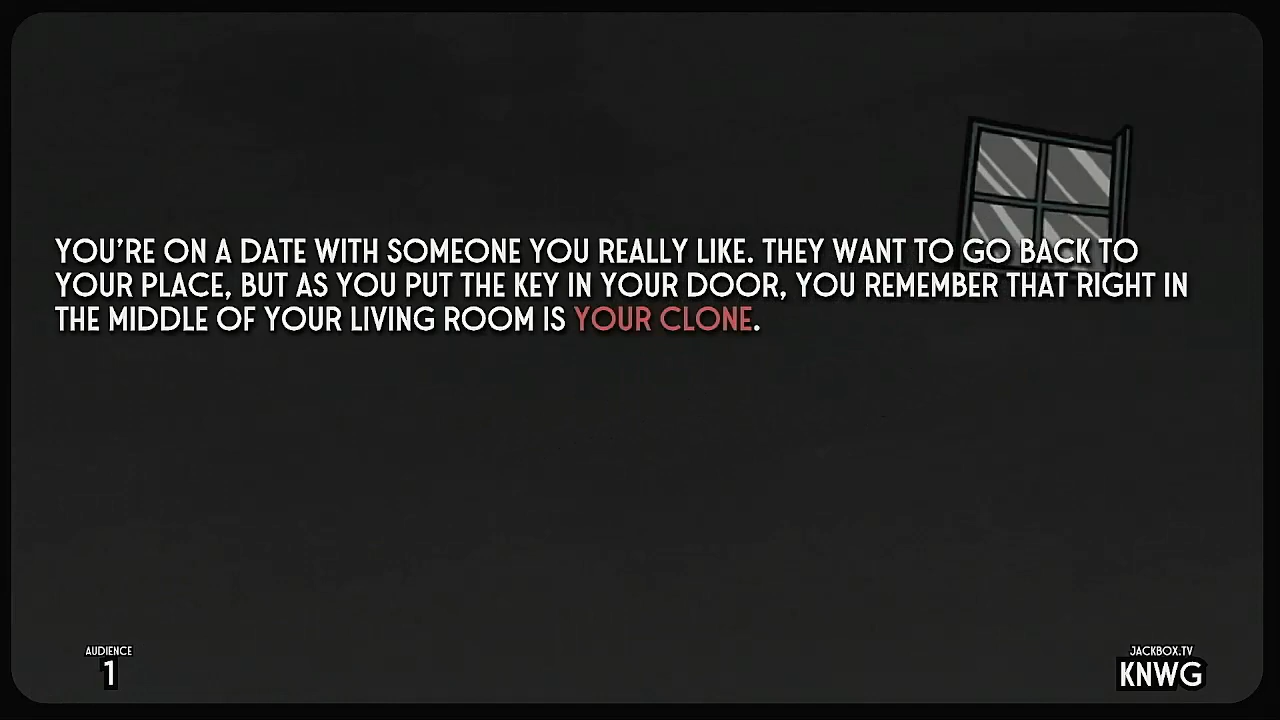 YOU'RE ON A DATE WITH SOMEONE YOU REALLY LIKE. THEY WANT TO GO BACK TO
YOUR PLACE, BUT AS YOU PUT THE KEY IN YOUR DOOR, YOU REMEMBER THAT RIGHT IN
THE MIDDLE OF YOUR LIVING ROOM IS YOUR CLONE.
AUDIENCE
1
JACKBOX.TV
KNWG